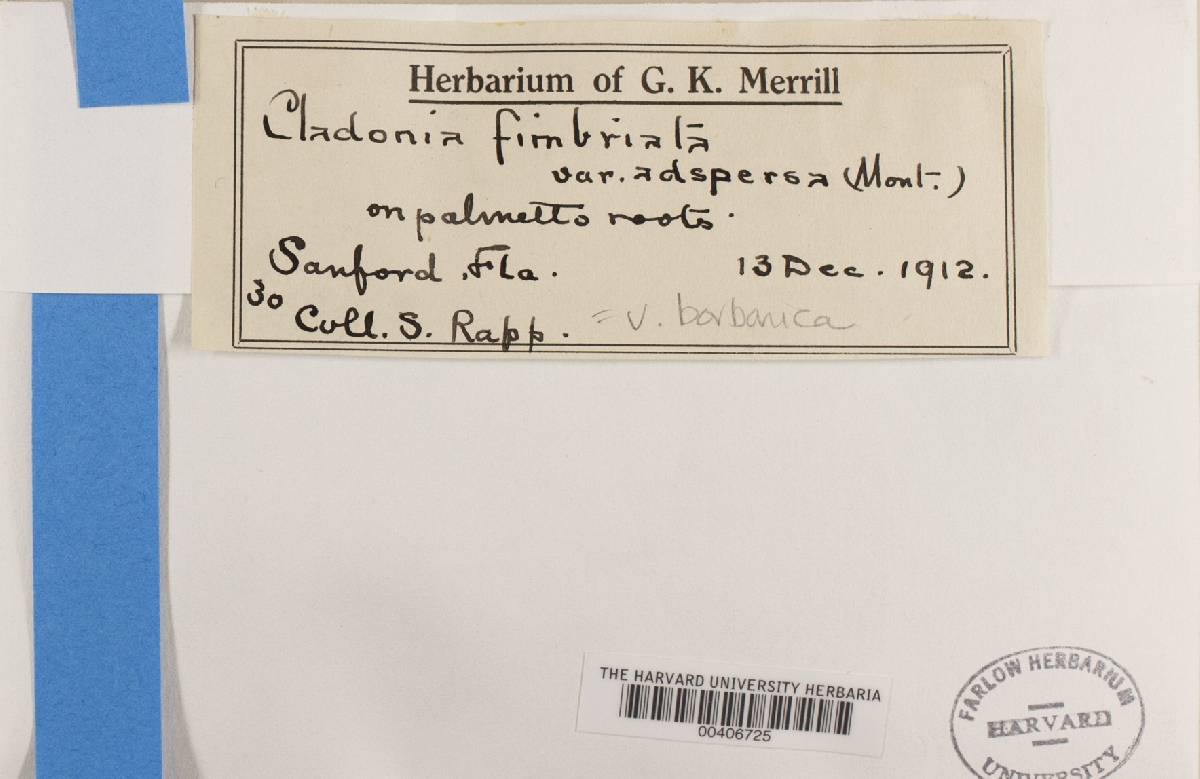 Herbarium of G. K. Merrill
Cladonia fimbriata
var. adspersa (Mont.)
on palmetto roots.
Sanford, Fla. 13 Dec. 1912.
30 Coll. S. Rapp. = v. borbonica
THE HARVARD UNIVERSITY HERBARIA
00406725
FARLOW HERBARIUM
HARVARD
UNIVERSITY